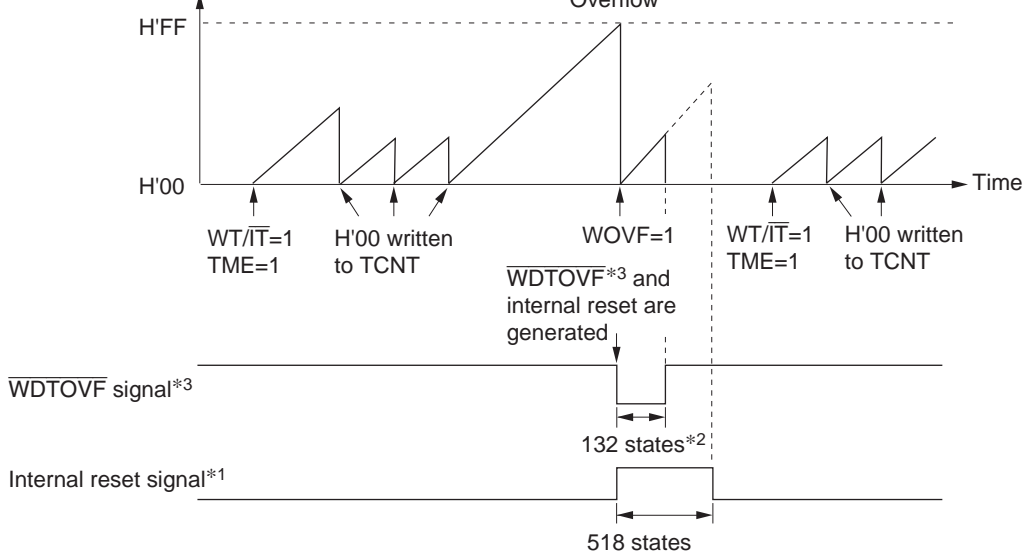 Overflow
H'FF
H'00
Time
WT/IT=1
TME=1
H'00 written
to TCNT
WOVF=1
WT/IT=1
TME=1
H'00 written
to TCNT
WDTOVF*3 and
internal reset are
generated
WDTOVF signal*3
132 states*2
Internal reset signal*1
518 states